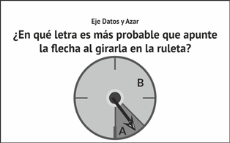 Eje Datos y Azar
¿En qué letra es más probable que apunte
la flecha al girarla en la ruleta?
B
A